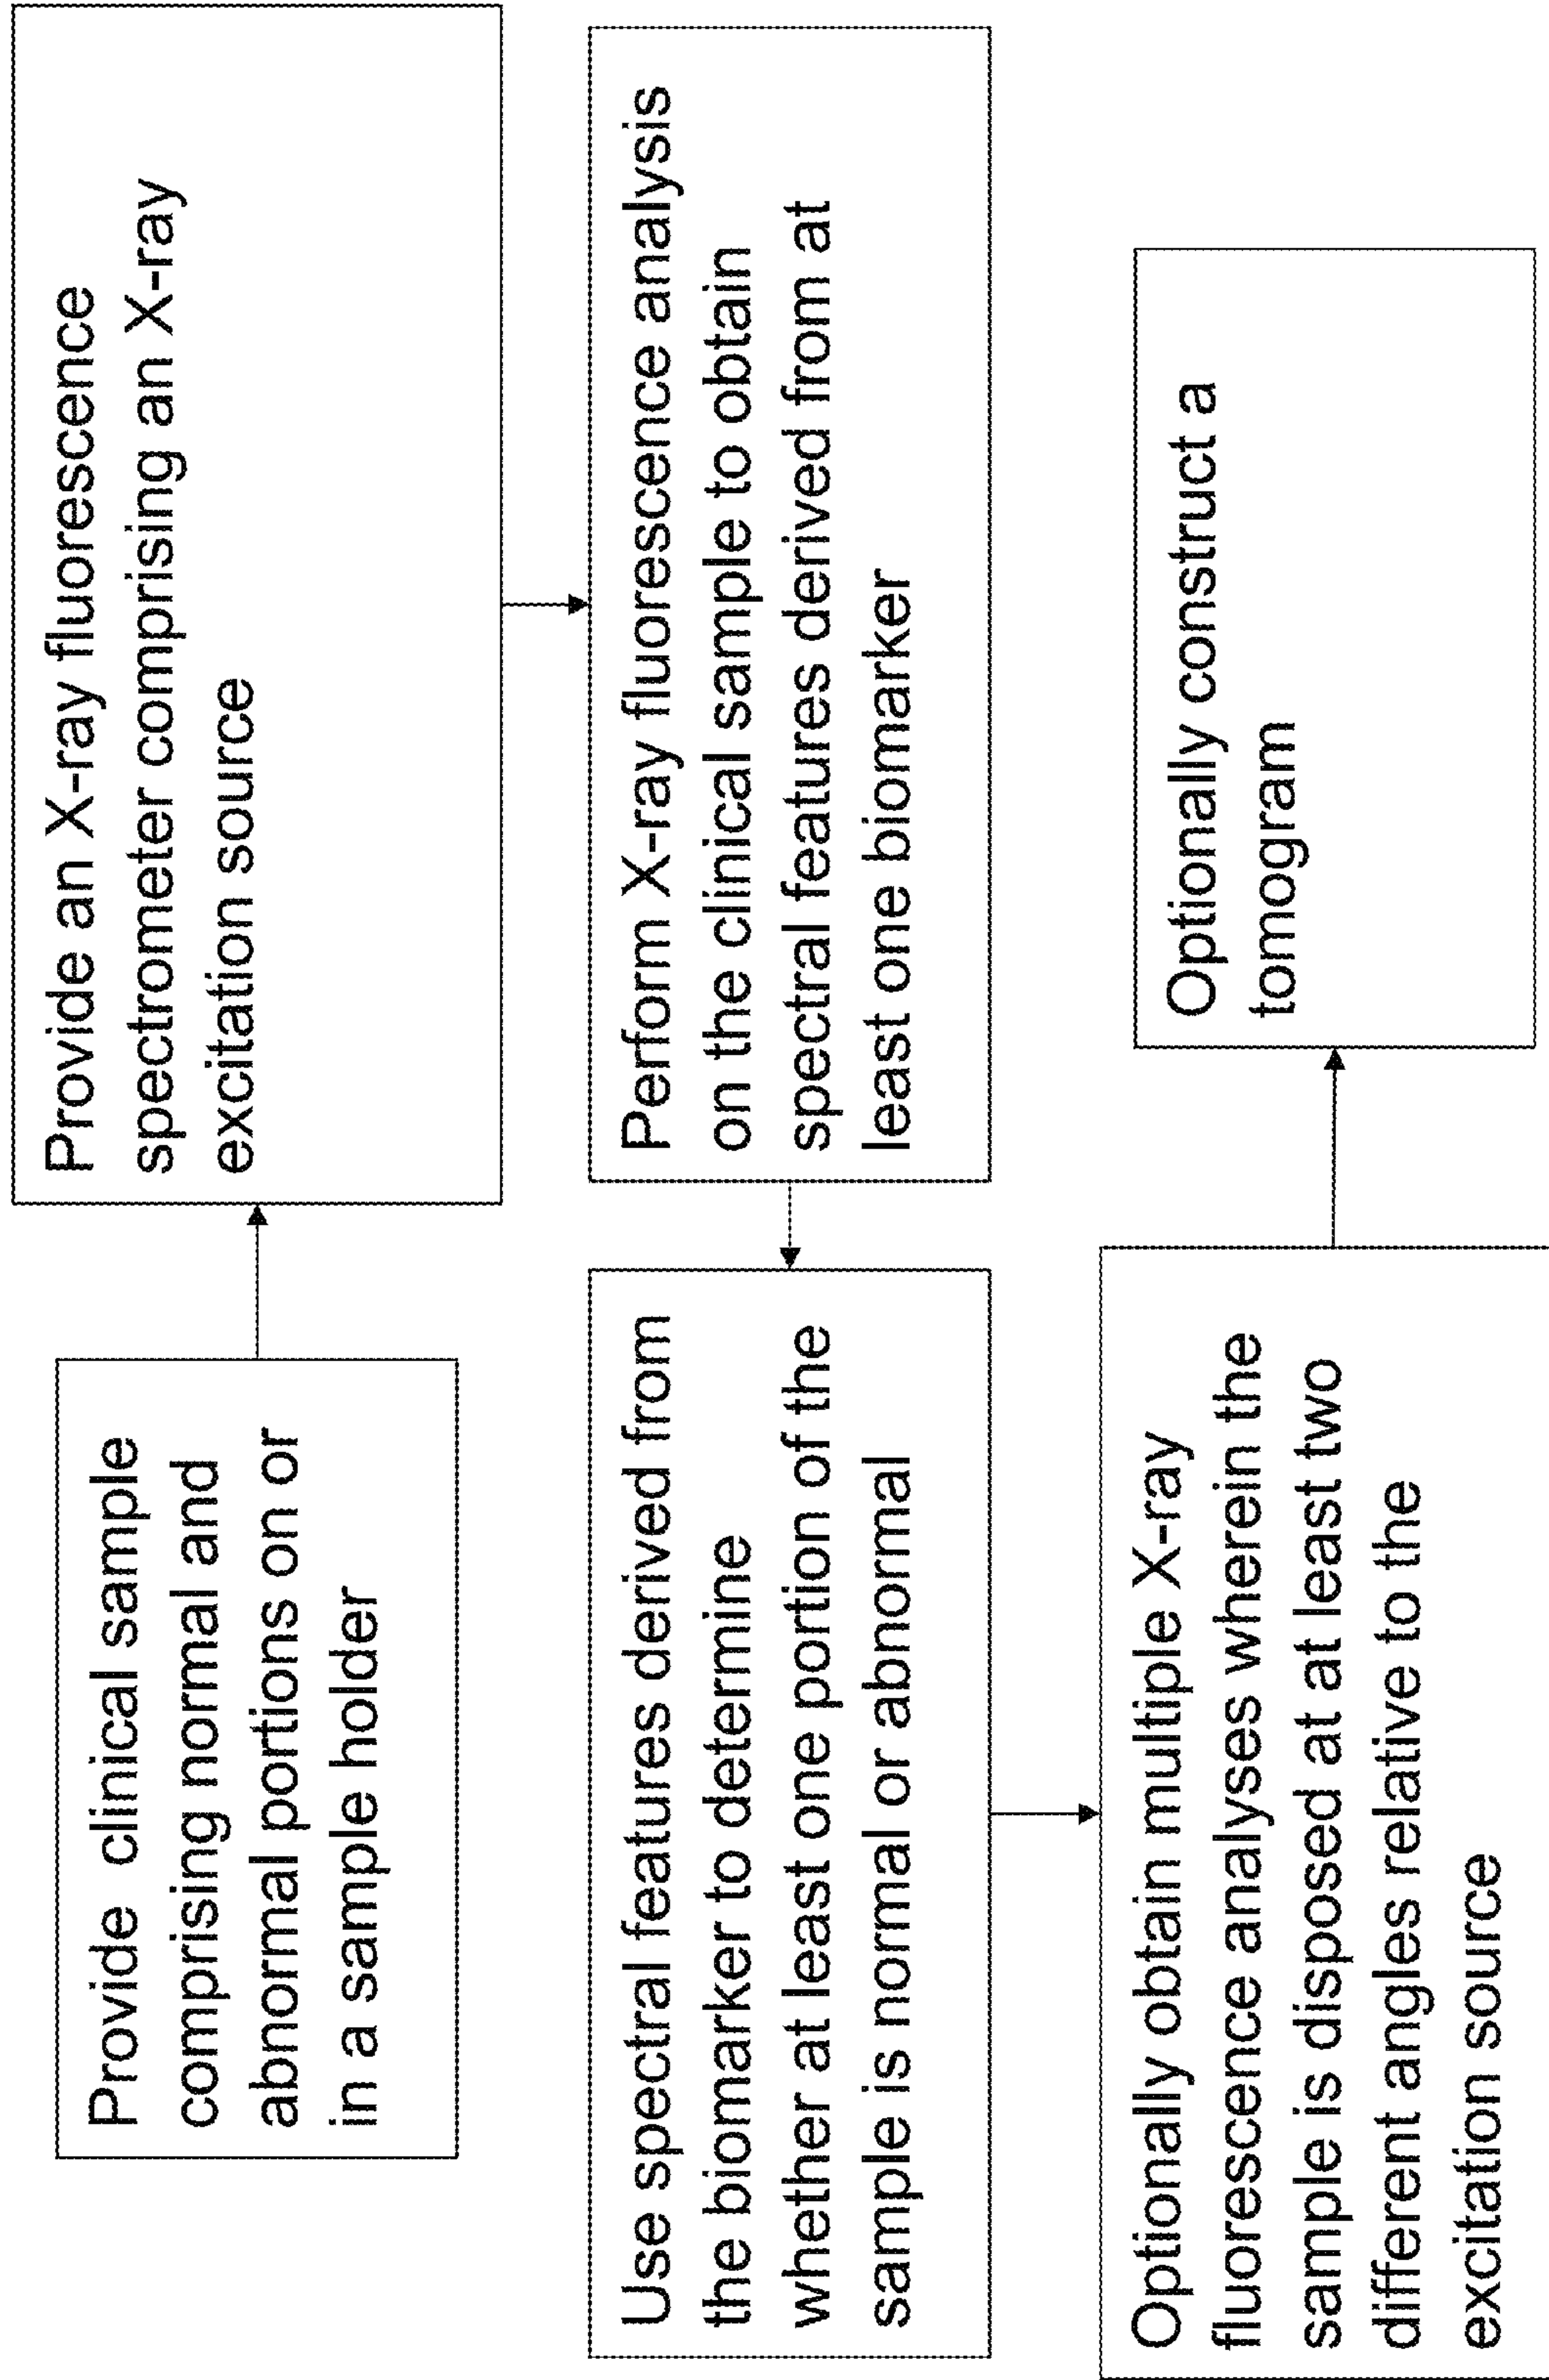 Provide clinical sample
comprising normal and
abnormal portions on or
in a sample holder
Provide an X-ray fluorescence
spectrometer comprising an X-ray
excitation source
Perform X-ray fluorescence analysis
on the clinical sample to obtain
spectral features derived from at
least one biomarker
Use spectral features derived from
the biomarker to determine
whether at least one portion of the
sample is normal or abnormal
Optionally obtain multiple X-ray
fluorescence analyses wherein the
sample is disposed at at least two
different angles relative to the
excitation source
Optionally construct a
tomogram